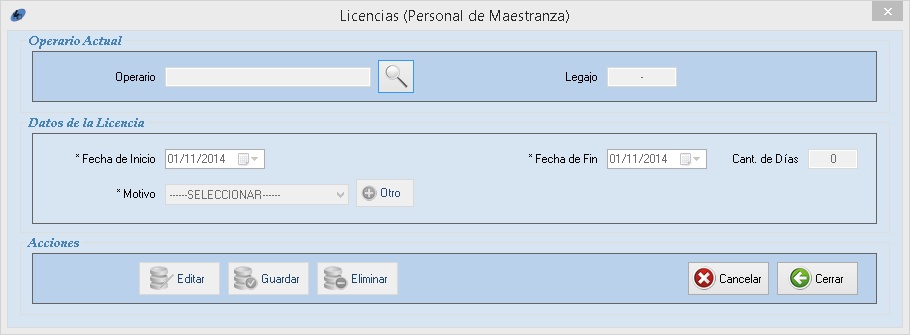 Licencias (Personal de Maestranza)
Operario Actual
Operario
Legajo -
Datos de la Licencia
* Fecha de Inicio 01/11/2014 * Fecha de Fin 01/11/2014 Cant. de Días 0
* Motivo ------SELECCIONAR------ Otro
Acciones
Editar Guardar Eliminar Cancelar Cerrar